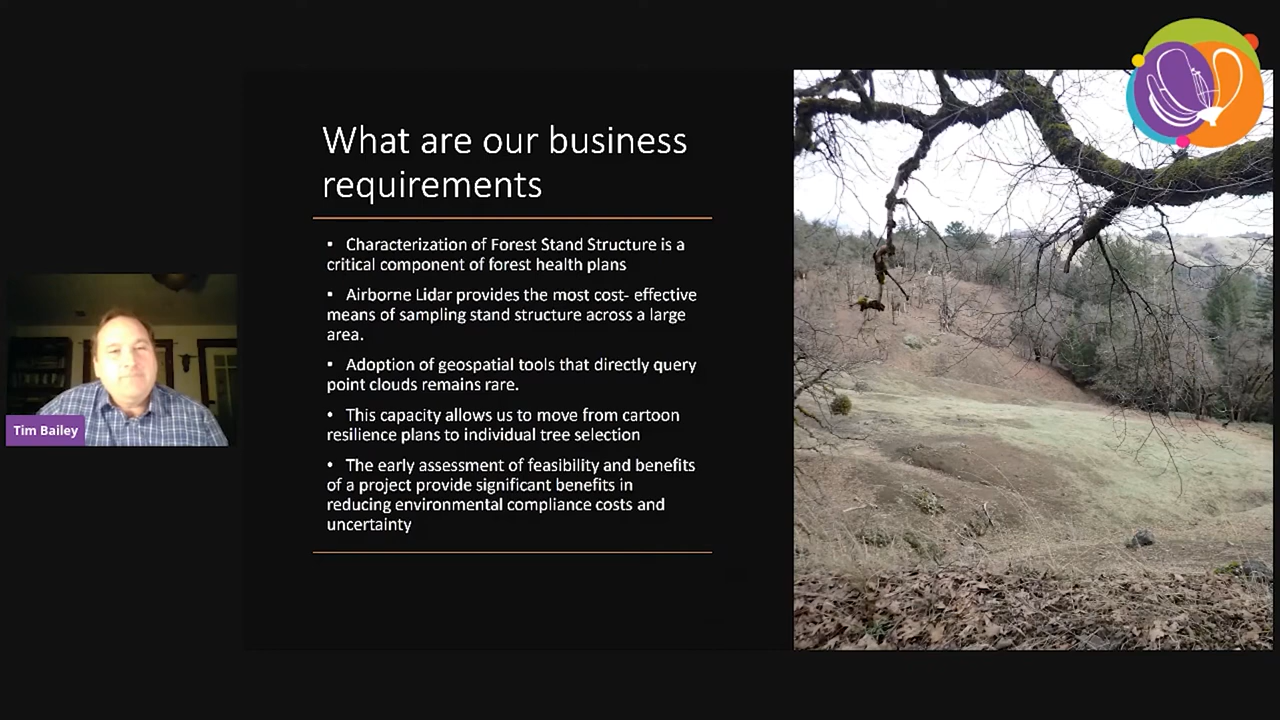 What are our business
requirements
• Characterization of Forest Stand Structure is a
critical component of forest health plans
• Airborne Lidar provides the most cost- effective
means of sampling stand structure across a large
area.
• Adoption of geospatial tools that directly query
point clouds remains rare.
• This capacity allows us to move from cartoon
resilience plans to individual tree selection
• The early assessment of feasibility and benefits
of a project provide significant benefits in
reducing environmental compliance costs and
uncertainty
Tim Bailey